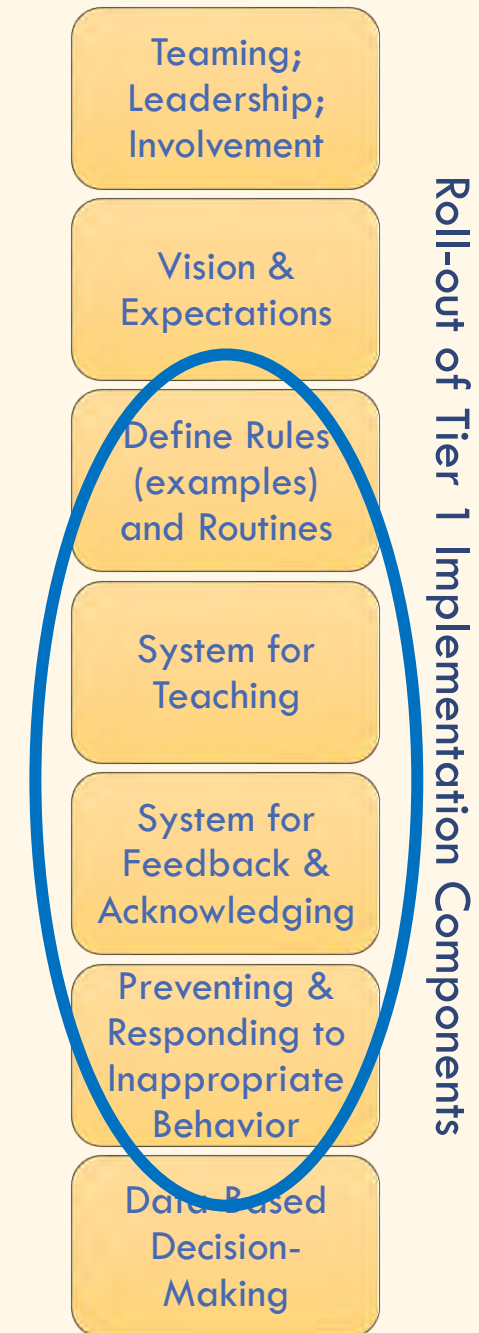 Teaming;
Leadership;
Involvement
Vision &
Expectations
Define Rules
(examples)
and Routines
System for
Teaching
System for
Feedback &
Acknowledging
Preventing &
Responding to
Inappropriate
Behavior
Data Based
Decision-
Making
Roll-out of Tier 1 Implementation Components